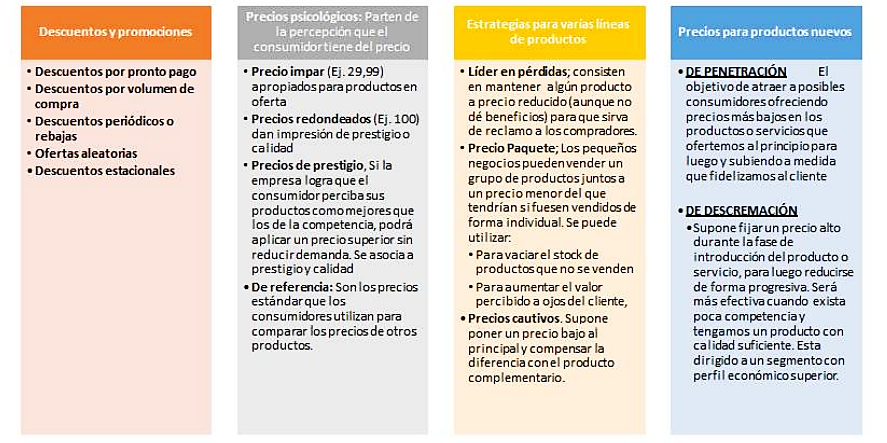 Descuentos y promociones
• Descuentos por pronto pago
• Descuentos por volumen de
compra
• Descuentos periódicos o
rebajas
• Ofertas aleatorias
• Descuentos estacionales
Precios psicológicos: Parten de
la percepción que el
consumidor tiene del precio
• Precio impar (Ej. 29,99)
apropiados para productos en
oferta
• Precios redondeados (Ej. 100)
dan impresión de prestigio o
calidad
• Precios de prestigio, Si la
empresa logra que el
consumidor perciba sus
productos como mejores que
los de la competencia, podrá
aplicar un precio superior sin
reducir demanda. Se asocia a
prestigio y calidad
• De referencia: Son los precios
estándar que los
consumidores utilizan para
comparar los precios de otros
productos.
Estrategias para varías líneas
de productos
• Líder en pérdidas; consisten
en mantener algún producto
a precio reducido (aunque no
dé beneficios) para que sirva
de reclamo a los compradores.
• Precio Paquete; Los pequeños
negocios pueden vender un
grupo de productos juntos a
un precio menor del que
tendrían si fuesen vendidos de
forma individual. Se puede
utilizar:
• Para vaciar el stock de
productos que no se venden
• Para aumentar el valor
percibido a ojos del cliente,
• Precios cautivos. Supone
poner un precio bajo al
principal y compensar la
diferencia con el producto
complementario.
Precios para productos nuevos
• DE PENETRACIÓN El
objetivo de atraer a posibles
consumidores ofreciendo
precios más bajos en los
productos o servicios que
ofertemos al principio para
luego y subiendo a medida
que fidelizamos al cliente
• DE DESCREMACIÓN
• Supone fijar un precio alto
durante la fase de
introducción del producto o
servicio, para luego reducirse
de forma progresiva. Será
más efectiva cuando exista
poca competencia y
tengamos un producto con
calidad suficiente. Esta
dirigido a un segmento con
perfil económico superior.